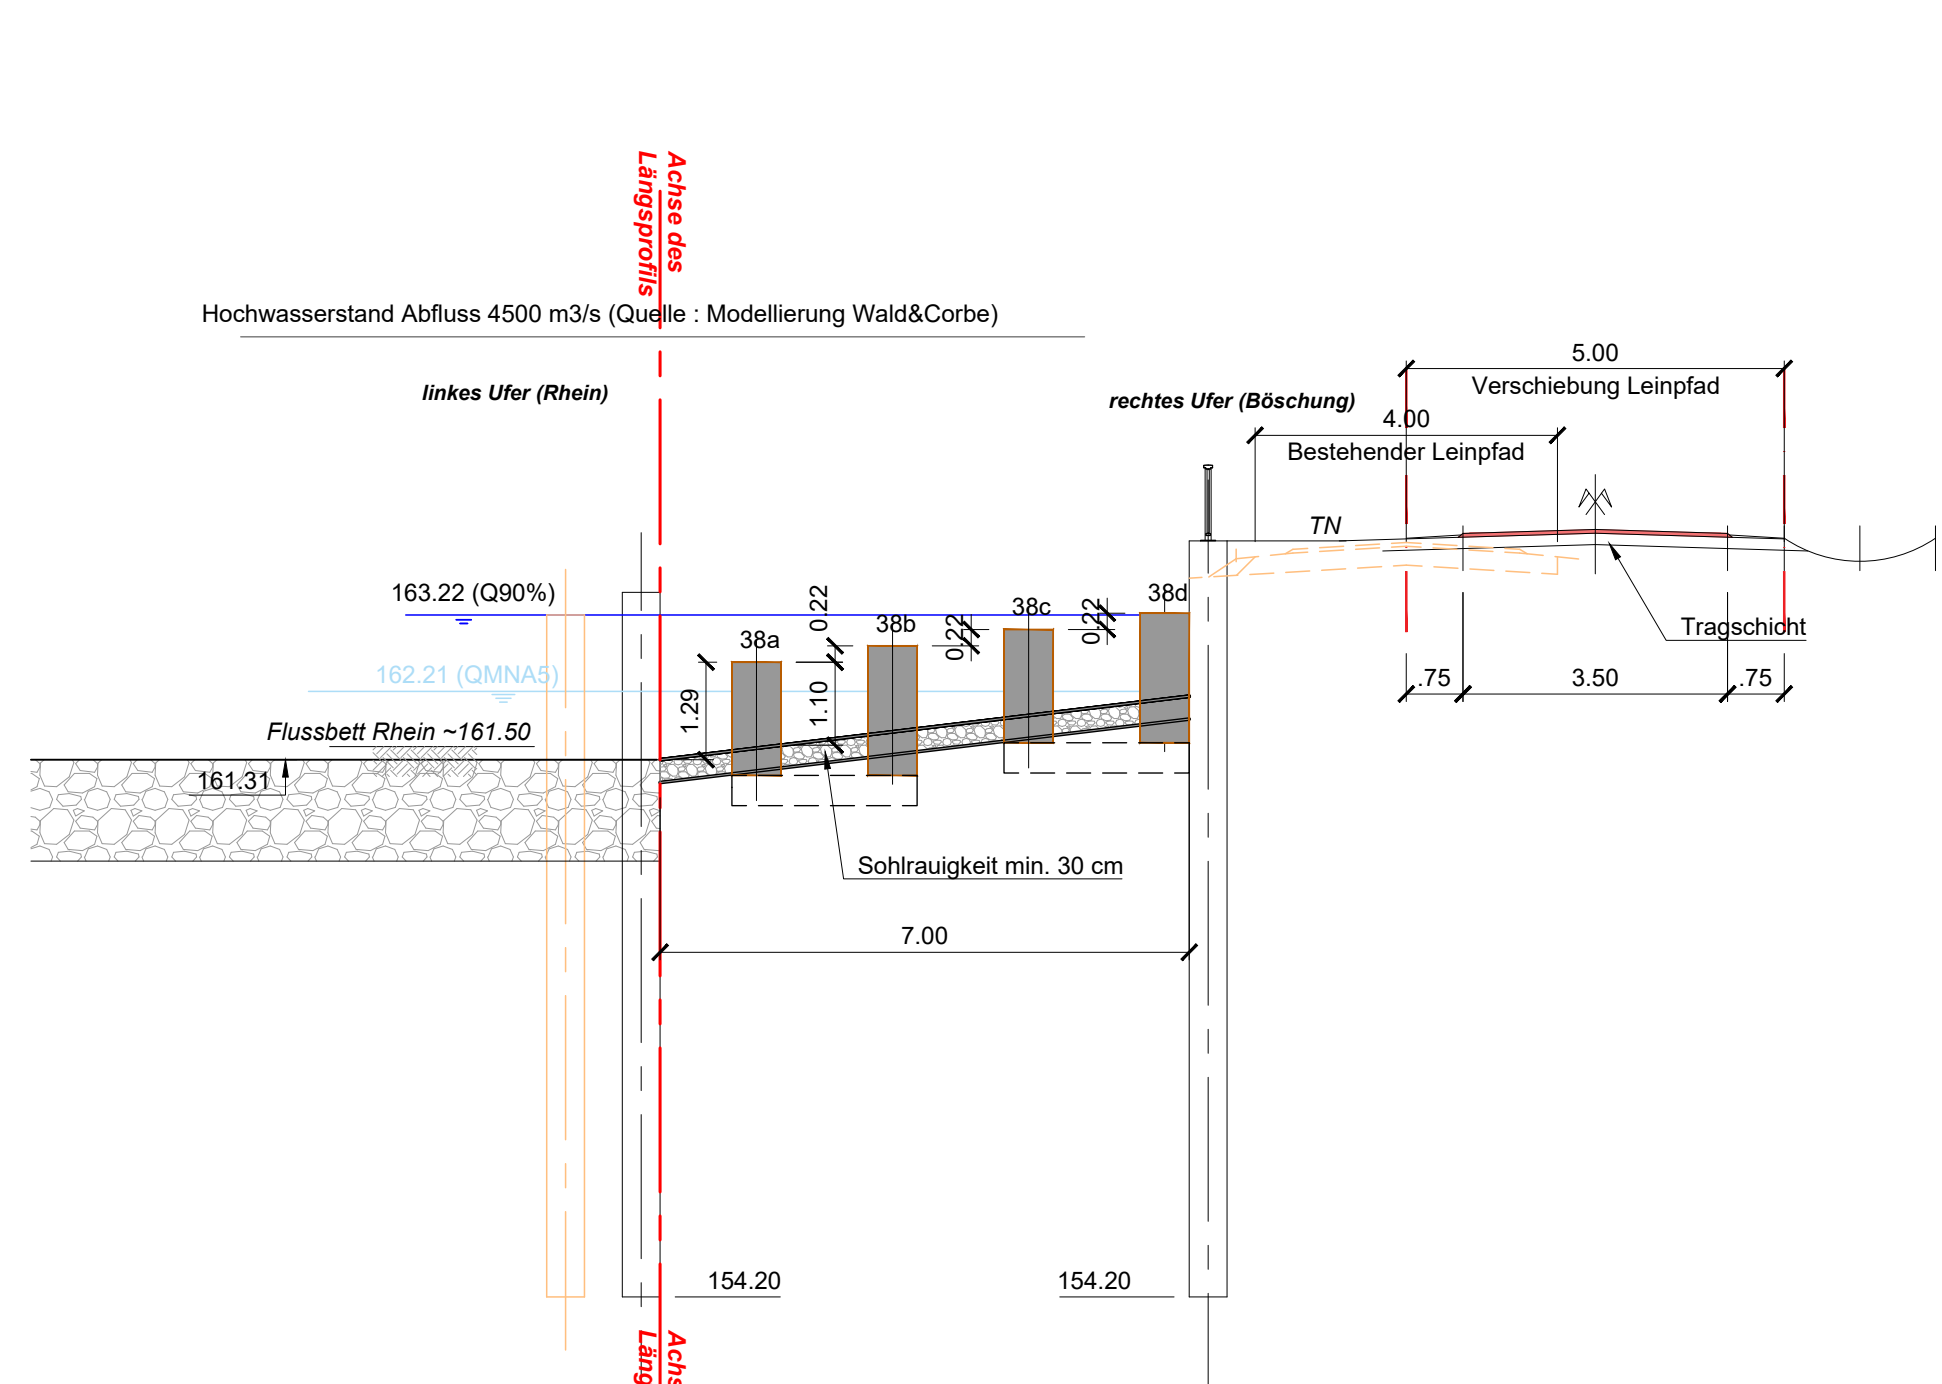 Achse des
Längsprofils
Hochwasserstand Abfluss 4500 m3/s (Quelle : Modellierung Wald&Corbe)
linkes Ufer (Rhein)
rechtes Ufer (Böschung)
5.00
Verschiebung Leinpfad
4.00
Bestehender Leinpfad
TN
163.22 (Q90%)
0.22
38a
38b
0.22
38c
0.22
38d
Tragschicht
162.21 (QMNA5)
1.29
1.10
.75
3.50
.75
Flussbett Rhein ~161.50
161.31
Sohlrauigkeit min. 30 cm
7.00
154.20
154.20
Achs
Läng